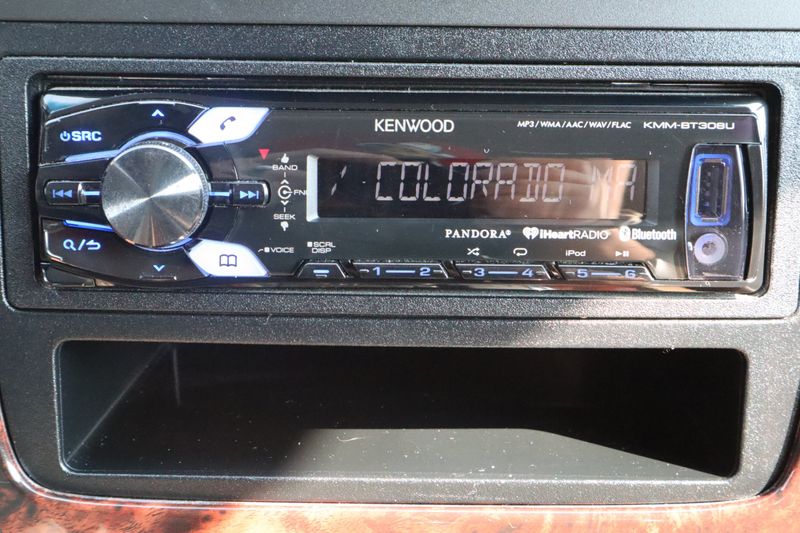 KENWOOD
MP3/WMA/AAC/WAV/FLAC KMM-BT308U
SRC
BAND
FNC
SEEK
COLORADO MA
PANDORA® iHeartRADIO Bluetooth
VOICE
SCRL
DISP
iPod
1 2 3 4 5 6